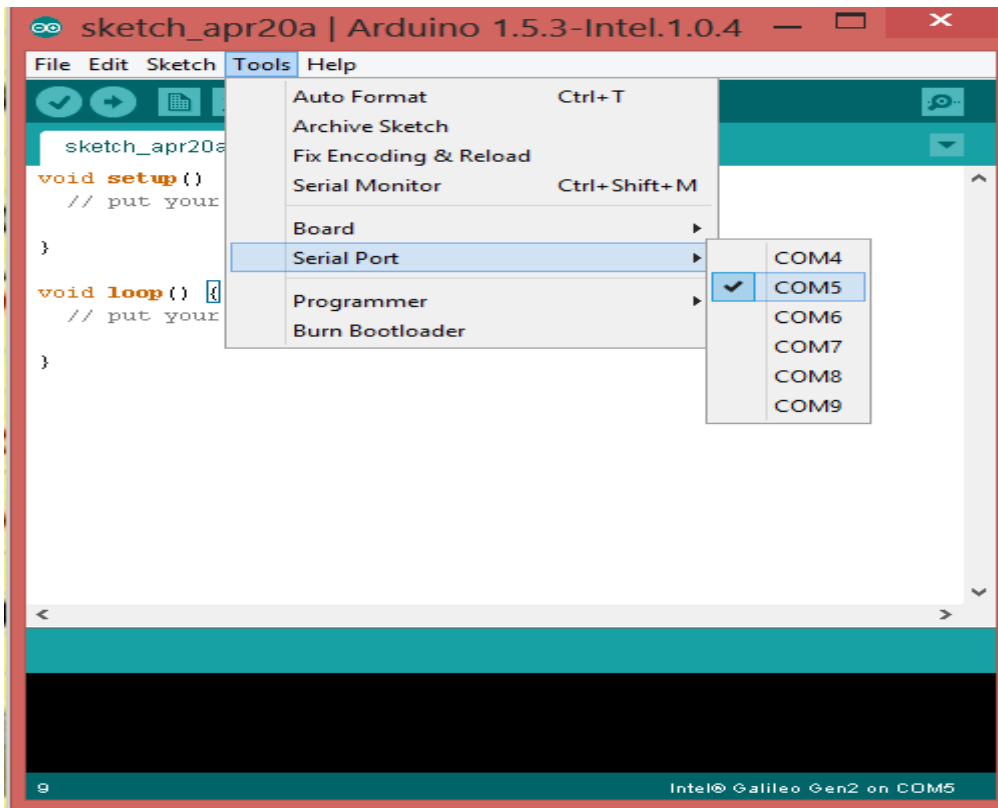 sketch_apr20a | Arduino 1.5.3-Intel.1.0.4
File Edit Sketch Tools Help
Auto Format Ctrl+T
Archive Sketch
Fix Encoding & Reload
Serial Monitor Ctrl+Shift+M
Board
Serial Port
Programmer
Burn Bootloader
COM4
COM5
COM6
COM7
COM8
COM9
sketch_apr20a
void setup()
// put your
}
void loop() {
// put your
}
9
Intel® Galileo Gen2 on COM5